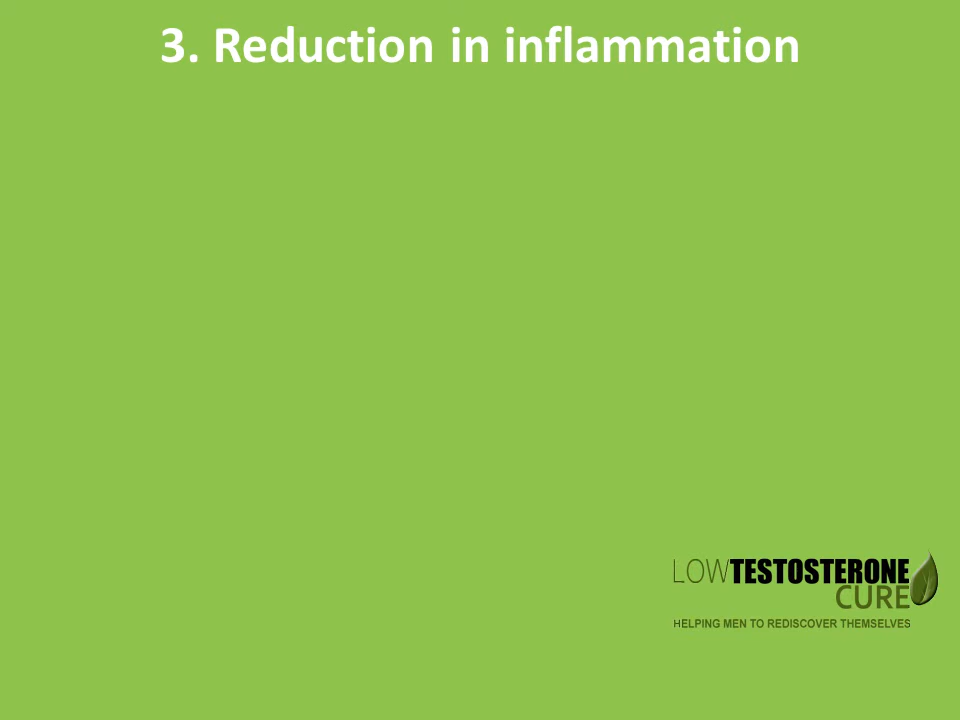 3. Reduction in inflammation
LOWTESTOSTERONE
CURE
HELPING MEN TO REDISCOVER THEMSELVES